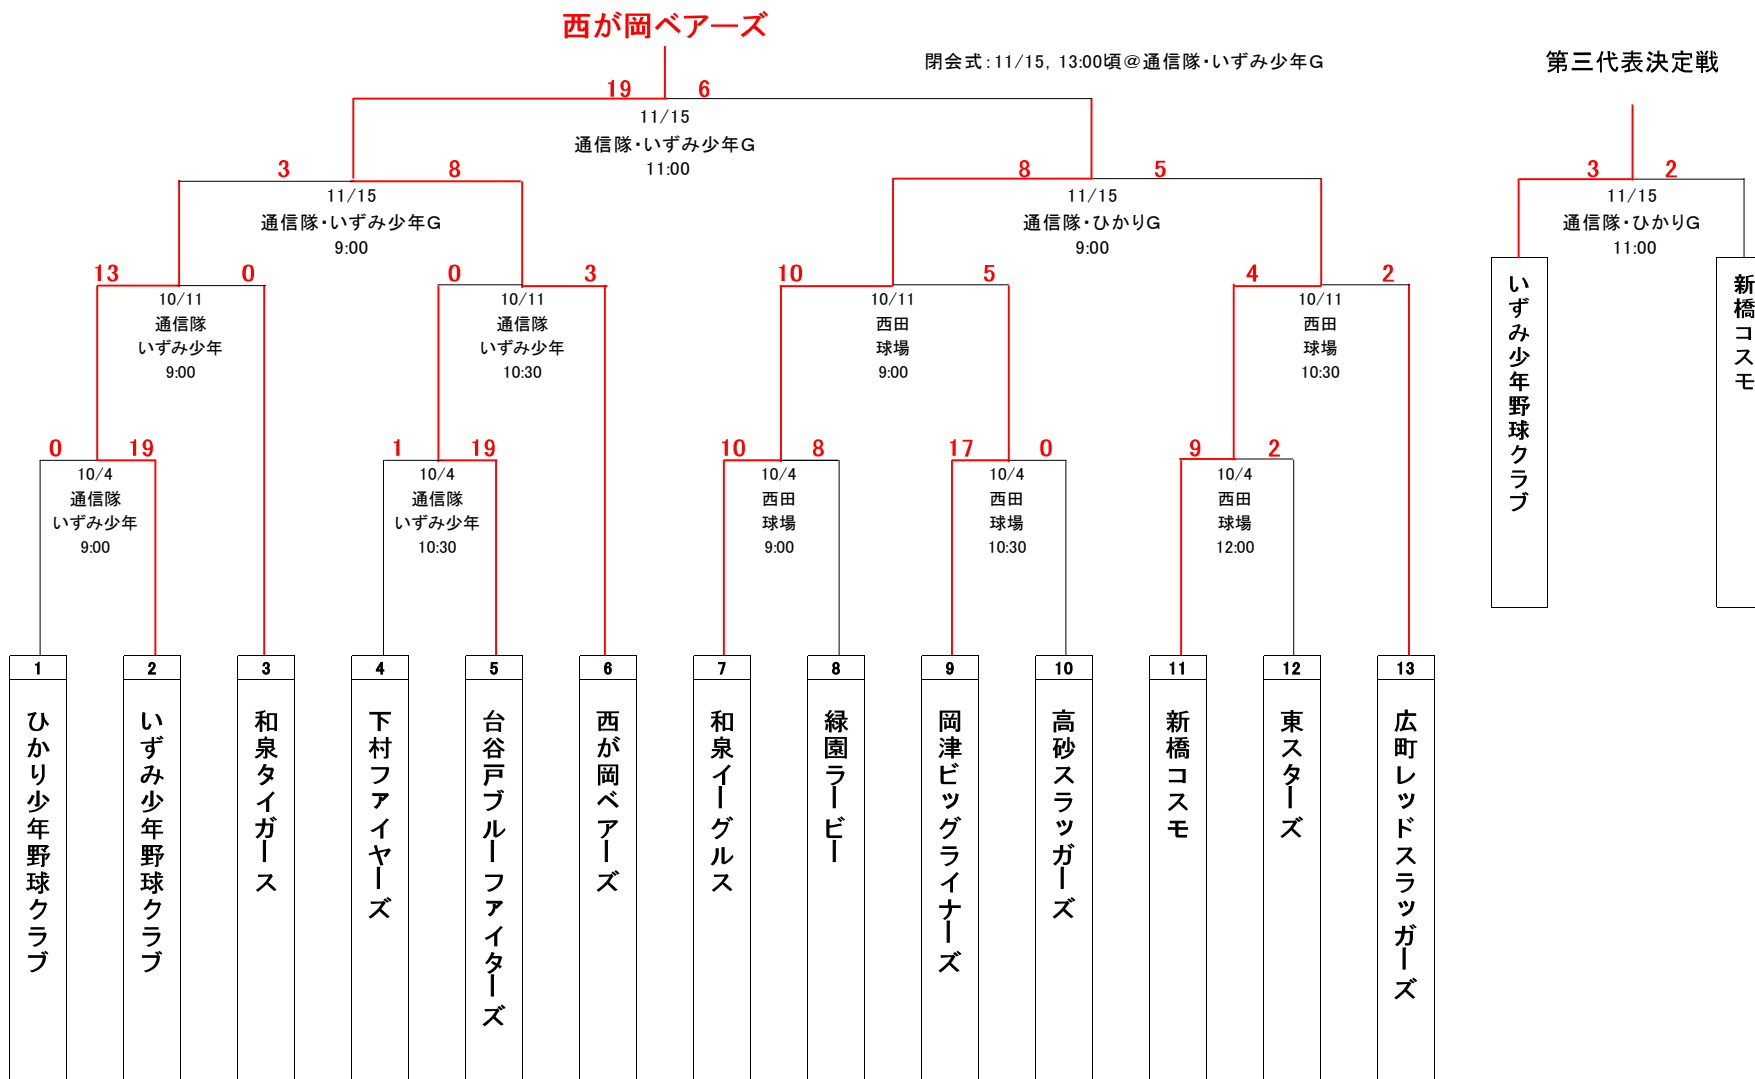 西が岡ベアーズ
閉会式：11/15, 13:00頃＠通信隊・いずみ少年G
第三代表決定戦
19 6
11/15
通信隊・いずみ少年G
11:00
3 8
11/15
通信隊・いずみ少年G
9:00
8 5
11/15
通信隊・ひかりG
9:00
3 2
11/15
通信隊・ひかりG
11:00
いずみ少年野球クラブ
新橋コスモ
13 0
10/11
通信隊
いずみ少年
9:00
0 3
10/11
通信隊
いずみ少年
10:30
10 5
10/11
西田
球場
9:00
4 2
10/11
西田
球場
10:30
0 19
10/4
通信隊
いずみ少年
9:00
1 19
10/4
通信隊
いずみ少年
10:30
10 8
10/4
西田
球場
9:00
17 0
10/4
西田
球場
10:30
9 2
10/4
西田
球場
12:00
1
ひかり少年野球クラブ
2
いずみ少年野球クラブ
3
和泉タイガース
4
下村ファイヤーズ
5
台谷戸ブルーファイターズ
6
西が岡ベアーズ
7
和泉イーグルス
8
緑園ラービー
9
岡津ビッグライナーズ
10
高砂スラッガーズ
11
新橋コスモ
12
東スターズ
13
広町レッドスラッガーズ